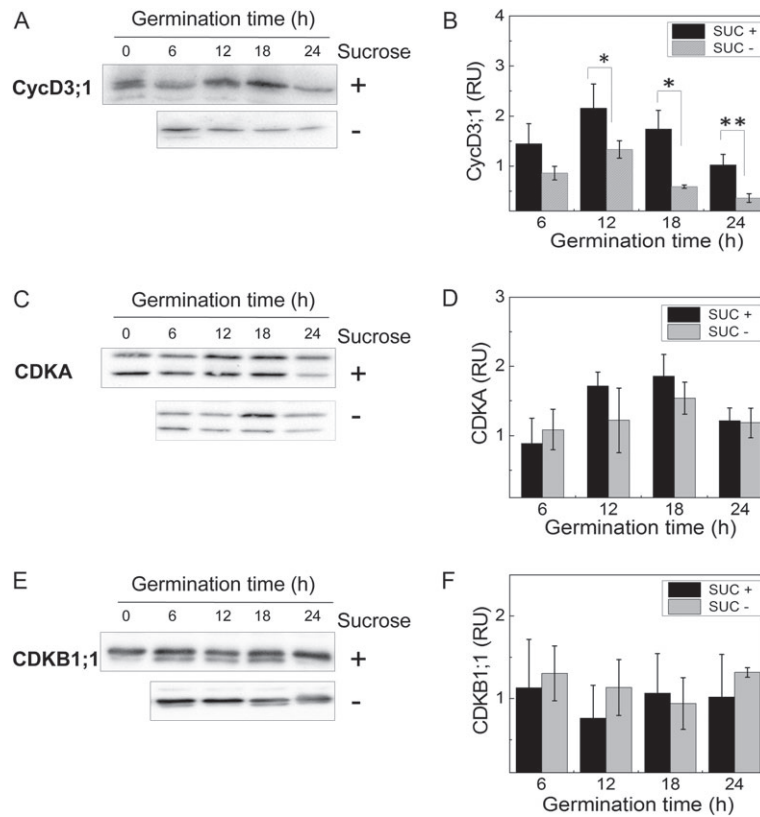 A
Germination time (h)
0 6 12 18 24 Sucrose
CycD3;1
+
-
B
4
3
2
1
CycD3;1 (RU)
SUC +
SUC -
*
*
**
6 12 18 24
Germination time (h)
C
Germination time (h)
0 6 12 18 24 Sucrose
CDKA
+
-
D
3
2
1
CDKA (RU)
SUC +
SUC -
6 12 18 24
Germination time (h)
E
Germination time (h)
0 6 12 18 24 Sucrose
CDKB1;1
+
-
F
2
1
CDKB1;1 (RU)
SUC +
SUC -
6 12 18 24
Germination time (h)